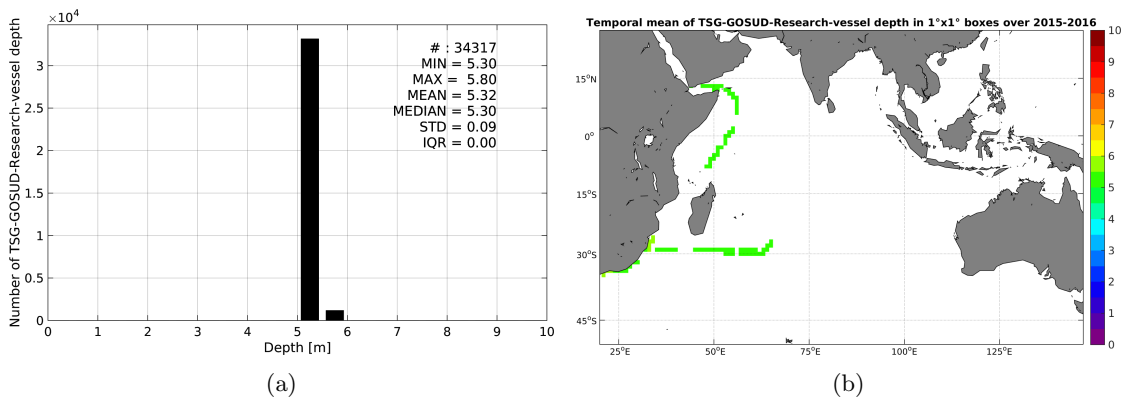 ×10⁴
Number of TSG-GOSUD-Research-vessel depth
3
2.5
2
1.5
1
0.5
0
# : 34317
MIN = 5.30
MAX = 5.80
MEAN = 5.32
MEDIAN = 5.30
STD = 0.09
IQR = 0.00
0 1 2 3 4 5 6 7 8 9 10
Depth [m]
(a)
Temporal mean of TSG-GOSUD-Research-vessel depth in 1°x1° boxes over 2015-2016
15°N
0°
15°S
30°S
45°S
25°E 50°E 75°E 100°E 125°E
10
9
8
7
6
5
4
3
2
1
0
(b)